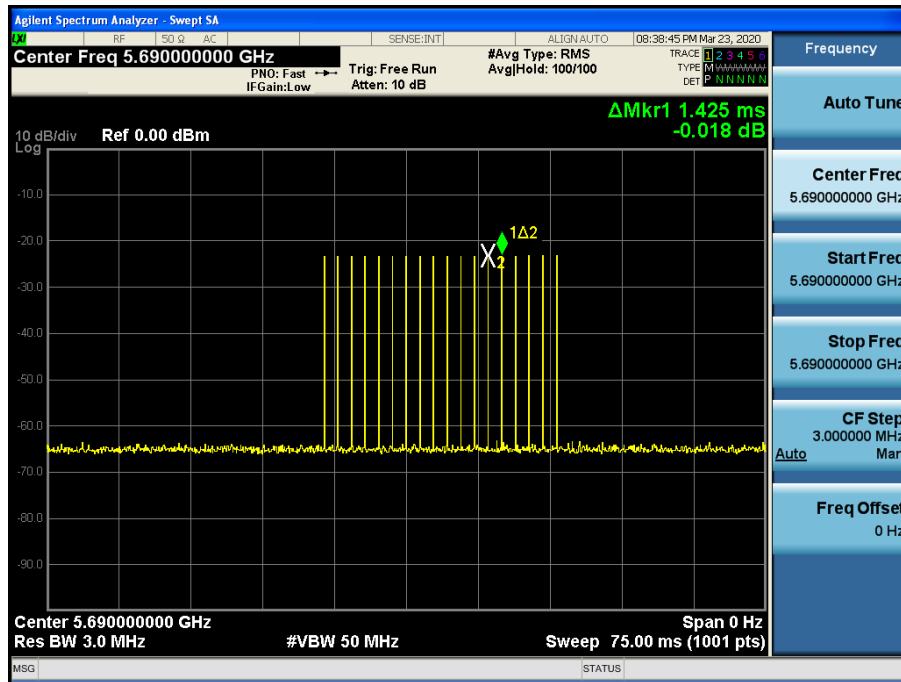 Agilent Spectrum Analyzer - Swept SA
LXI RF 50 Ω AC SENSE:INT ALIGN AUTO 08:38:45 PM Mar 23, 2020
Center Freq 5.690000000 GHz
PNO: Fast
IFGain:Low
Trig: Free Run
Atten: 10 dB
#Avg Type: RMS
Avg|Hold: 100/100
TRACE 1 2 3 4 5 6
TYPE M WWWWW
DET P N N N N N
ΔMkr1 1.425 ms
-0.018 dB
10 dB/div Ref 0.00 dBm
Log
-10.0
-20.0
-30.0
-40.0
-50.0
-60.0
-70.0
-80.0
-90.0
1Δ2
X2
Center 5.690000000 GHz
Span 0 Hz
Res BW 3.0 MHz
#VBW 50 MHz
Sweep 75.00 ms (1001 pts)
MSG
STATUS
Frequency
Auto Tune
Center Freq
5.690000000 GHz
Start Freq
5.690000000 GHz
Stop Freq
5.690000000 GHz
CF Step
3.000000 MHz
Auto Man
Freq Offset
0 Hz